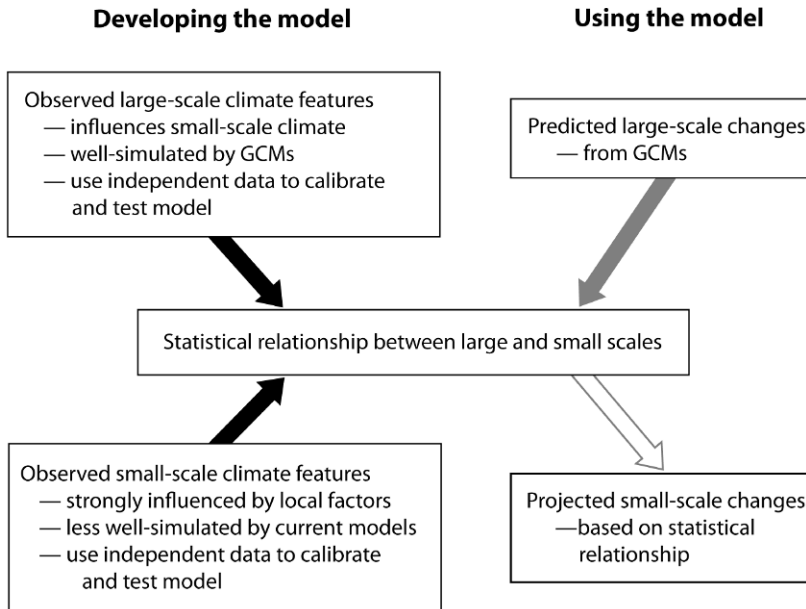 Developing the model
Using the model
Observed large-scale climate features
— influences small-scale climate
— well-simulated by GCMs
— use independent data to calibrate
and test model
Predicted large-scale changes
— from GCMs
Statistical relationship between large and small scales
Observed small-scale climate features
— strongly influenced by local factors
— less well-simulated by current models
— use independent data to calibrate
and test model
Projected small-scale changes
—based on statistical
relationship